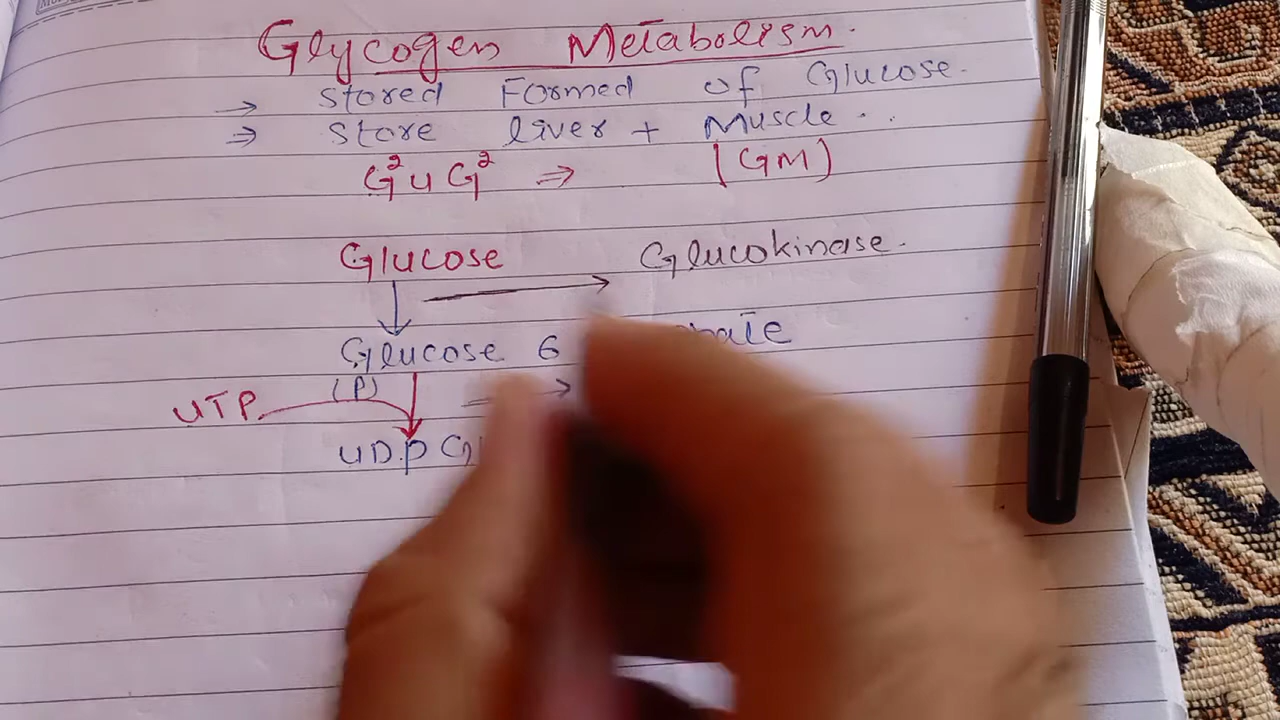 Glycogen Metabolism.
→ Stored Formed of Glucose.
⇒ Store liver + Muscle.
G²UG² ⇒ (GM)
Glucose → Glucokinase.
Glucose 6
UTP (P)
UDP